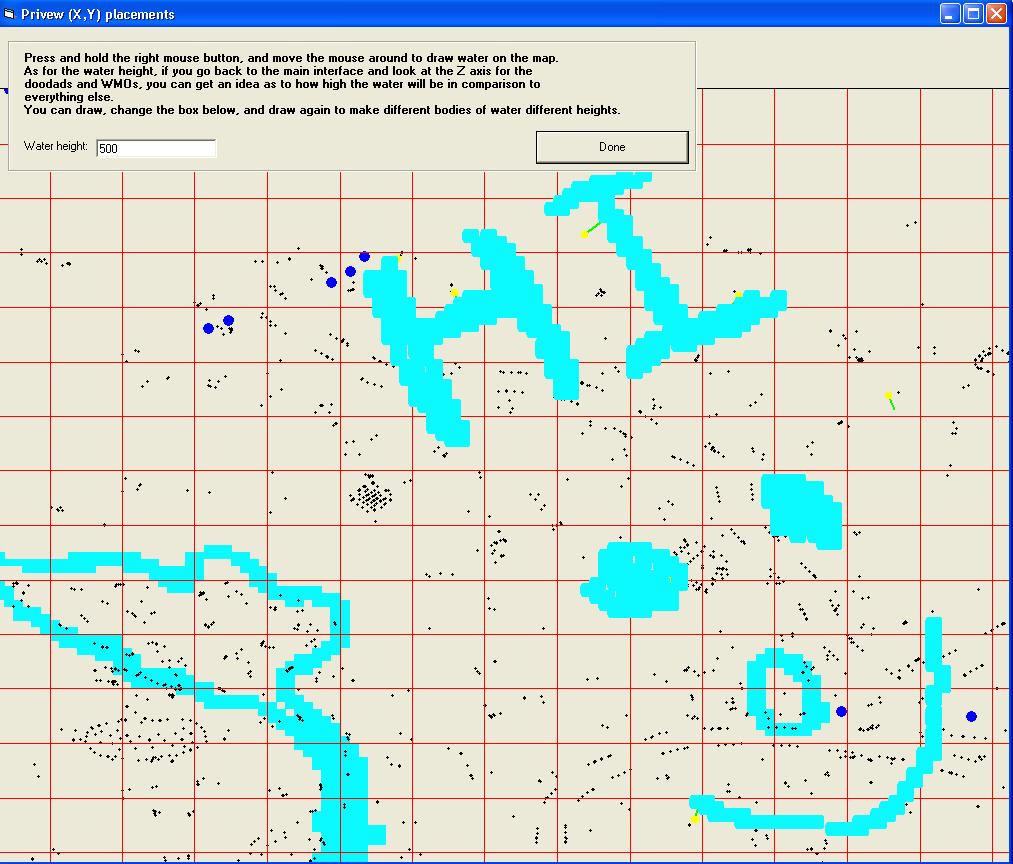 Privew (X,Y) placements
Press and hold the right mouse button, and move the mouse around to draw water on the map.
As for the water height, if you go back to the main interface and look at the Z axis for the
doodads and WMOs, you can get an idea as to how high the water will be in comparison to
everything else.
You can draw, change the box below, and draw again to make different bodies of water different heights.
Water height: 500
Done
HI